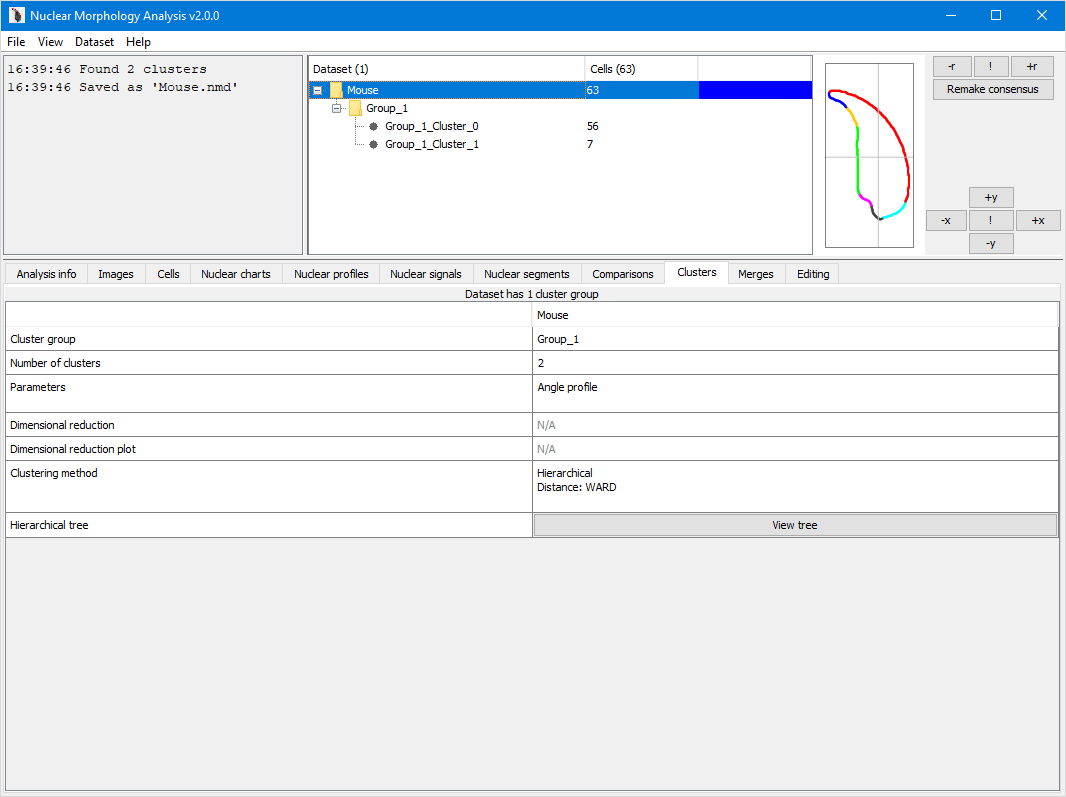 Nuclear Morphology Analysis v2.0.0
File View Dataset Help
16:39:46 Found 2 clusters
16:39:46 Saved as 'Mouse.nmd'
Dataset (1) Cells (63)
Mouse 63
Group_1
Group_1_Cluster_0 56
Group_1_Cluster_1 7
-r ! +r
Remake consensus
+y
-x ! +x
-y
Analysis info Images Cells Nuclear charts Nuclear profiles Nuclear signals Nuclear segments Comparisons Clusters Merges Editing
Dataset has 1 cluster group
Mouse
Cluster group Group_1
Number of clusters 2
Parameters Angle profile
Dimensional reduction N/A
Dimensional reduction plot N/A
Clustering method Hierarchical
Distance: WARD
Hierarchical tree View tree